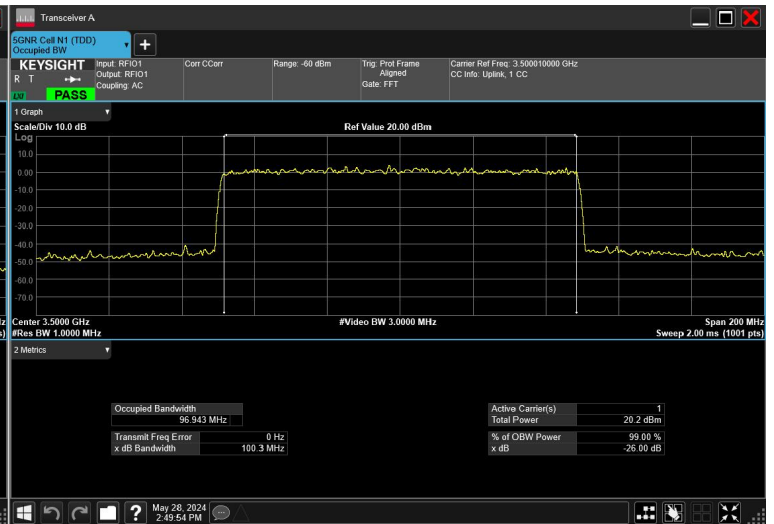 Transceiver A
5GNR Cell N1 (TDD)
Occupied BW
+
KEYSIGHT
R T
LXI
PASS
Input: RFIO1
Output: RFIO1
Coupling: AC
Corr CCorr
Range: -60 dBm
Trig: Prot Frame
Aligned
Gate: FFT
Carrier Ref Freq: 3.500010000 GHz
CC Info: Uplink, 1 CC
1 Graph
Scale/Div 10.0 dB
Ref Value 20.00 dBm
Log
10.0
0.00
-10.0
-20.0
-30.0
-40.0
-50.0
-60.0
-70.0
Hz
s)
Center 3.5000 GHz
#Video BW 3.0000 MHz
Span 200 MHz
#Res BW 1.0000 MHz
Sweep 2.00 ms (1001 pts)
2 Metrics
Occupied Bandwidth
96.943 MHz
Transmit Freq Error 0 Hz
x dB Bandwidth 100.3 MHz
Active Carrier(s) 1
Total Power 20.2 dBm
% of OBW Power 99.00 %
x dB -26.00 dB
?
May 28, 2024
2:49:54 PM